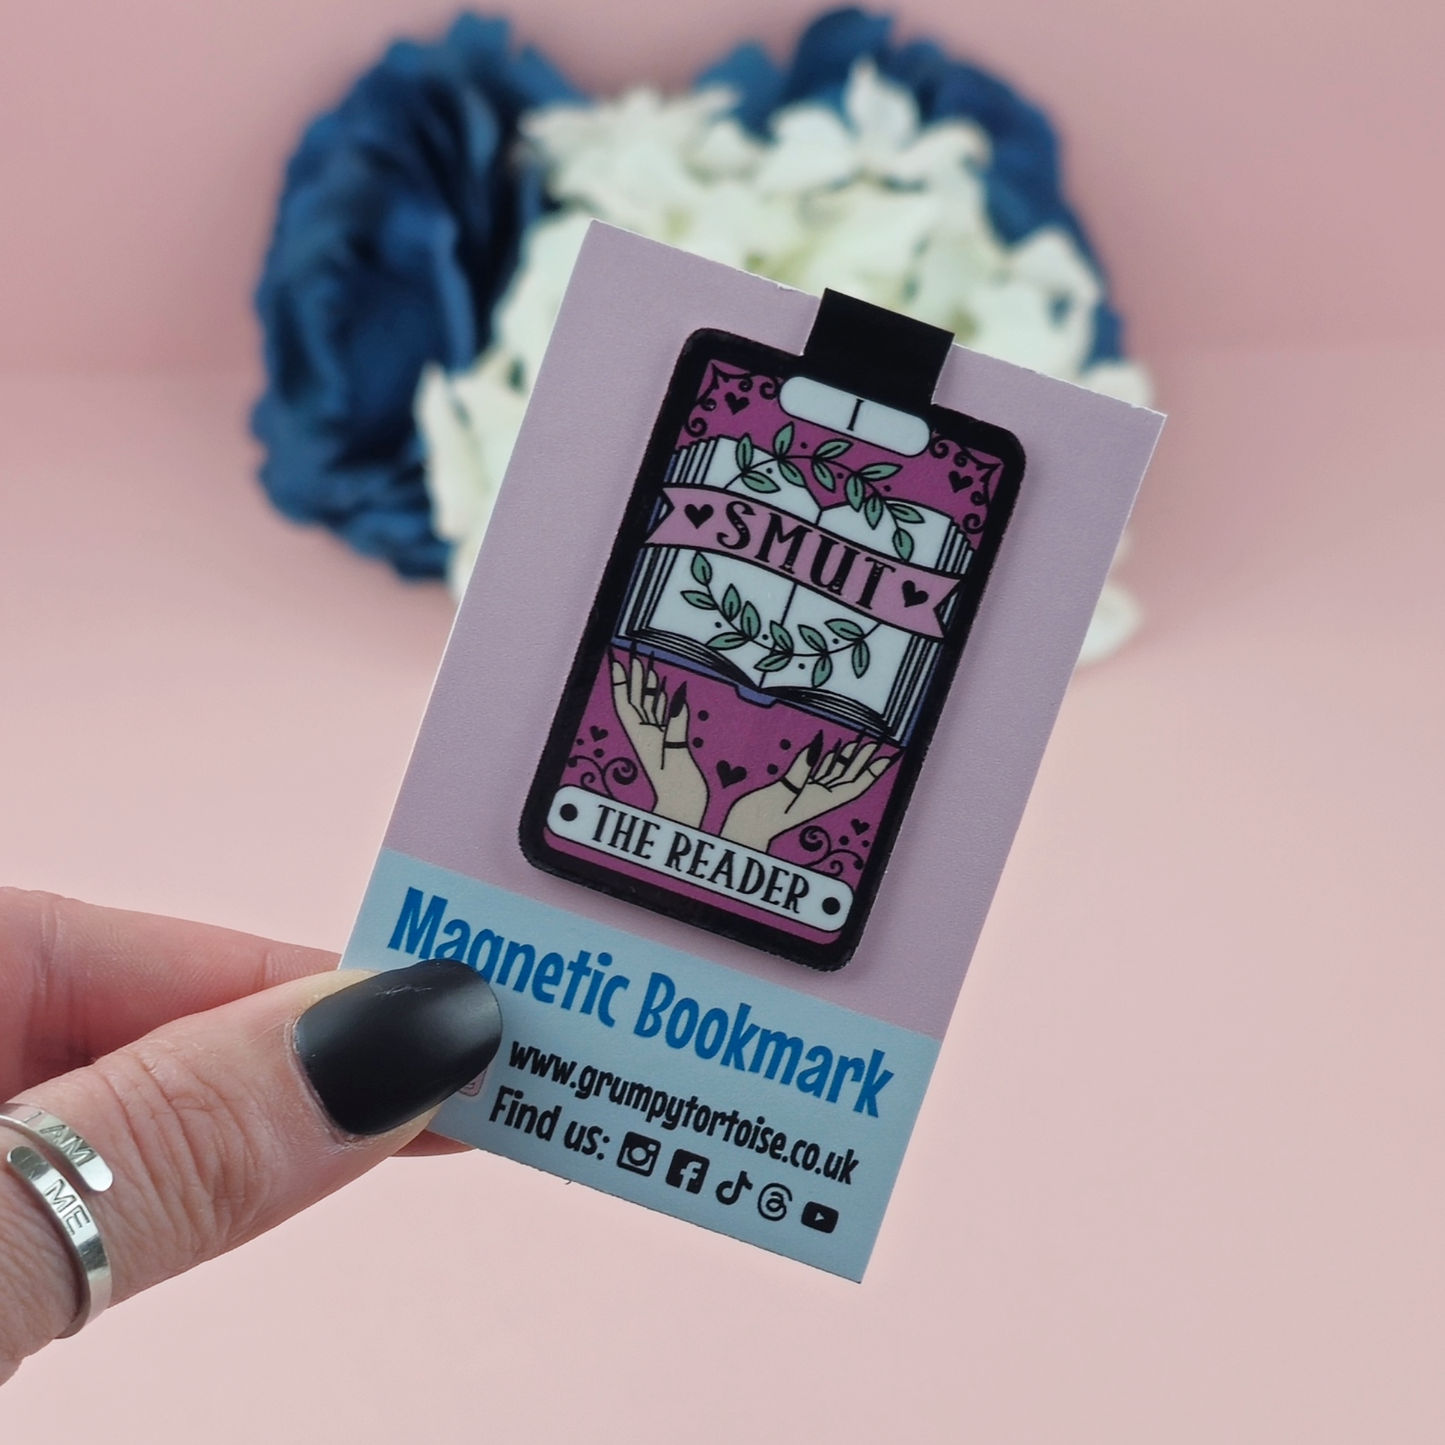 I
SMUT
THE READER
Magnetic Bookmark
www.grumpytortoise.co.uk
Find us:
I AM
ME